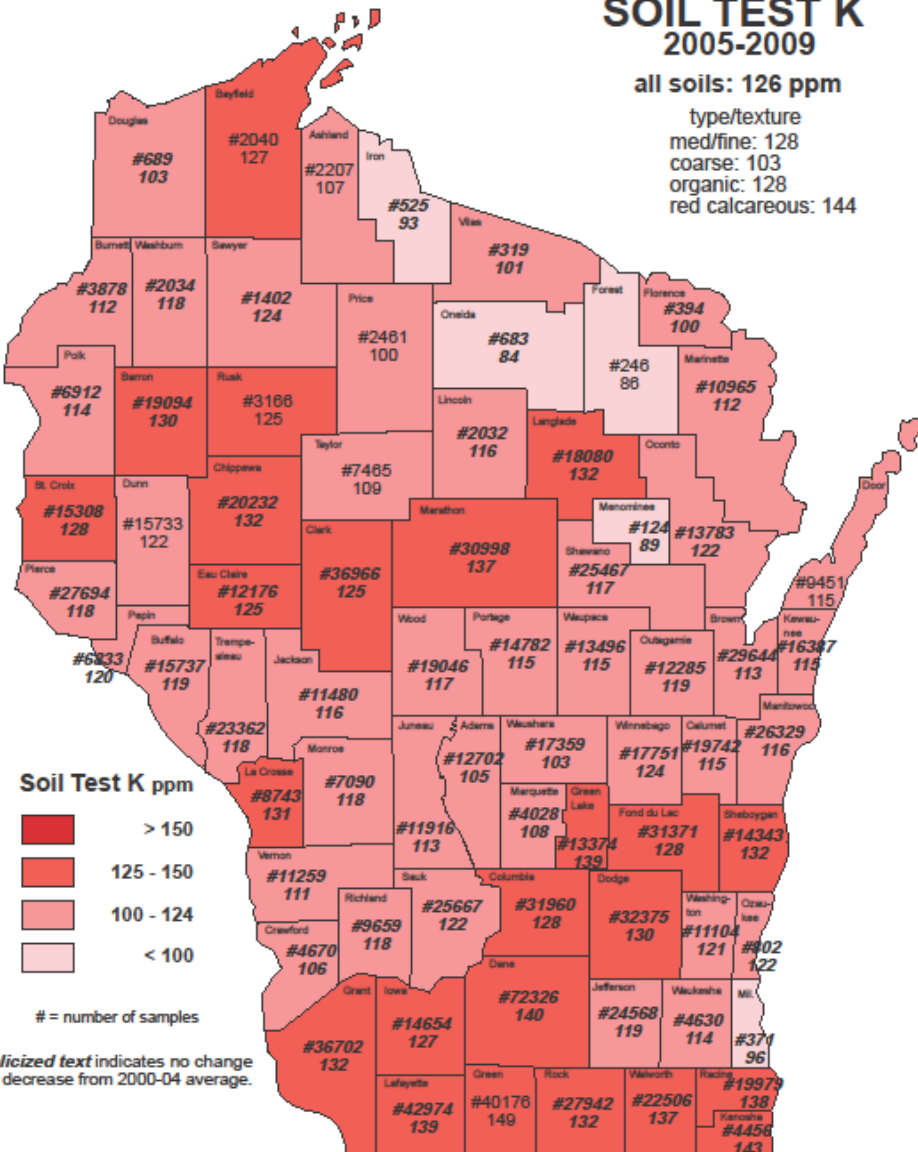 SOIL TEST K
2005-2009
all soils: 126 ppm
type/texture
med/fine: 128
coarse: 103
organic: 128
red calcareous: 144
Douglas
#689
103
Bayfield
#2040
127
Ashland
#2207
107
Iron
#525
93
Vilas
#319
101
Burnett
#3878
112
Washburn
#2034
118
Sawyer
#1402
124
Price
#2461
100
Oneida
#683
84
Forest
#246
86
Florence
#394
100
Marinette
#10965
112
Polk
#6912
114
Barron
#19094
130
Rusk
#3166
125
Lincoln
#2032
116
Langlade
#18080
132
Taylor
#7465
109
Oconto
#13783
122
Chippewa
#20232
132
St. Croix
#15308
128
Dunn
#15733
122
Marathon
#30998
137
Menominee
#124
89
Door
#9451
115
Clark
#36966
125
Shawano
#25467
117
Pierce
#27694
118
Eau Claire
#12176
125
Pepin
#6833
120
Buffalo
#15737
119
Trempe-
aleau
#23362
118
Jackson
#11480
116
Wood
#19046
117
Portage
#14782
115
Waupaca
#13496
115
Outagamie
#12285
119
Brown
#29644
113
Kewau-
nee
#16387
115
Manitowoc
#26329
116
Monroe
#7090
118
Juneau
#11916
113
Adams
#12702
105
Waushara
#17359
103
Winnebago
#17751
124
Calumet
#19742
115
La Crosse
#8743
131
Marquette
#4028
108
Green
Lake
#13374
139
Fond du Lac
#31371
128
Sheboygan
#14343
132
Vernon
#11259
111
Sauk
#25667
122
Columbia
#31960
128
Dodge
#32375
130
Washing-
ton
#11104
121
Ozau-
kee
#802
122
Richland
#9659
118
Crawford
#4670
106
Dane
#72326
140
Jefferson
#24568
119
Waukesha
#4630
114
Mil.
#371
96
Grant
#36702
132
Iowa
#14654
127
Lafayette
#42974
139
Green
#40176
149
Rock
#27942
132
Walworth
#22506
137
Racine
#19979
138
Kenosha
#4456
143
Soil Test K ppm
> 150
125 - 150
100 - 124
< 100
# = number of samples
licized text indicates no change
decrease from 2000-04 average.